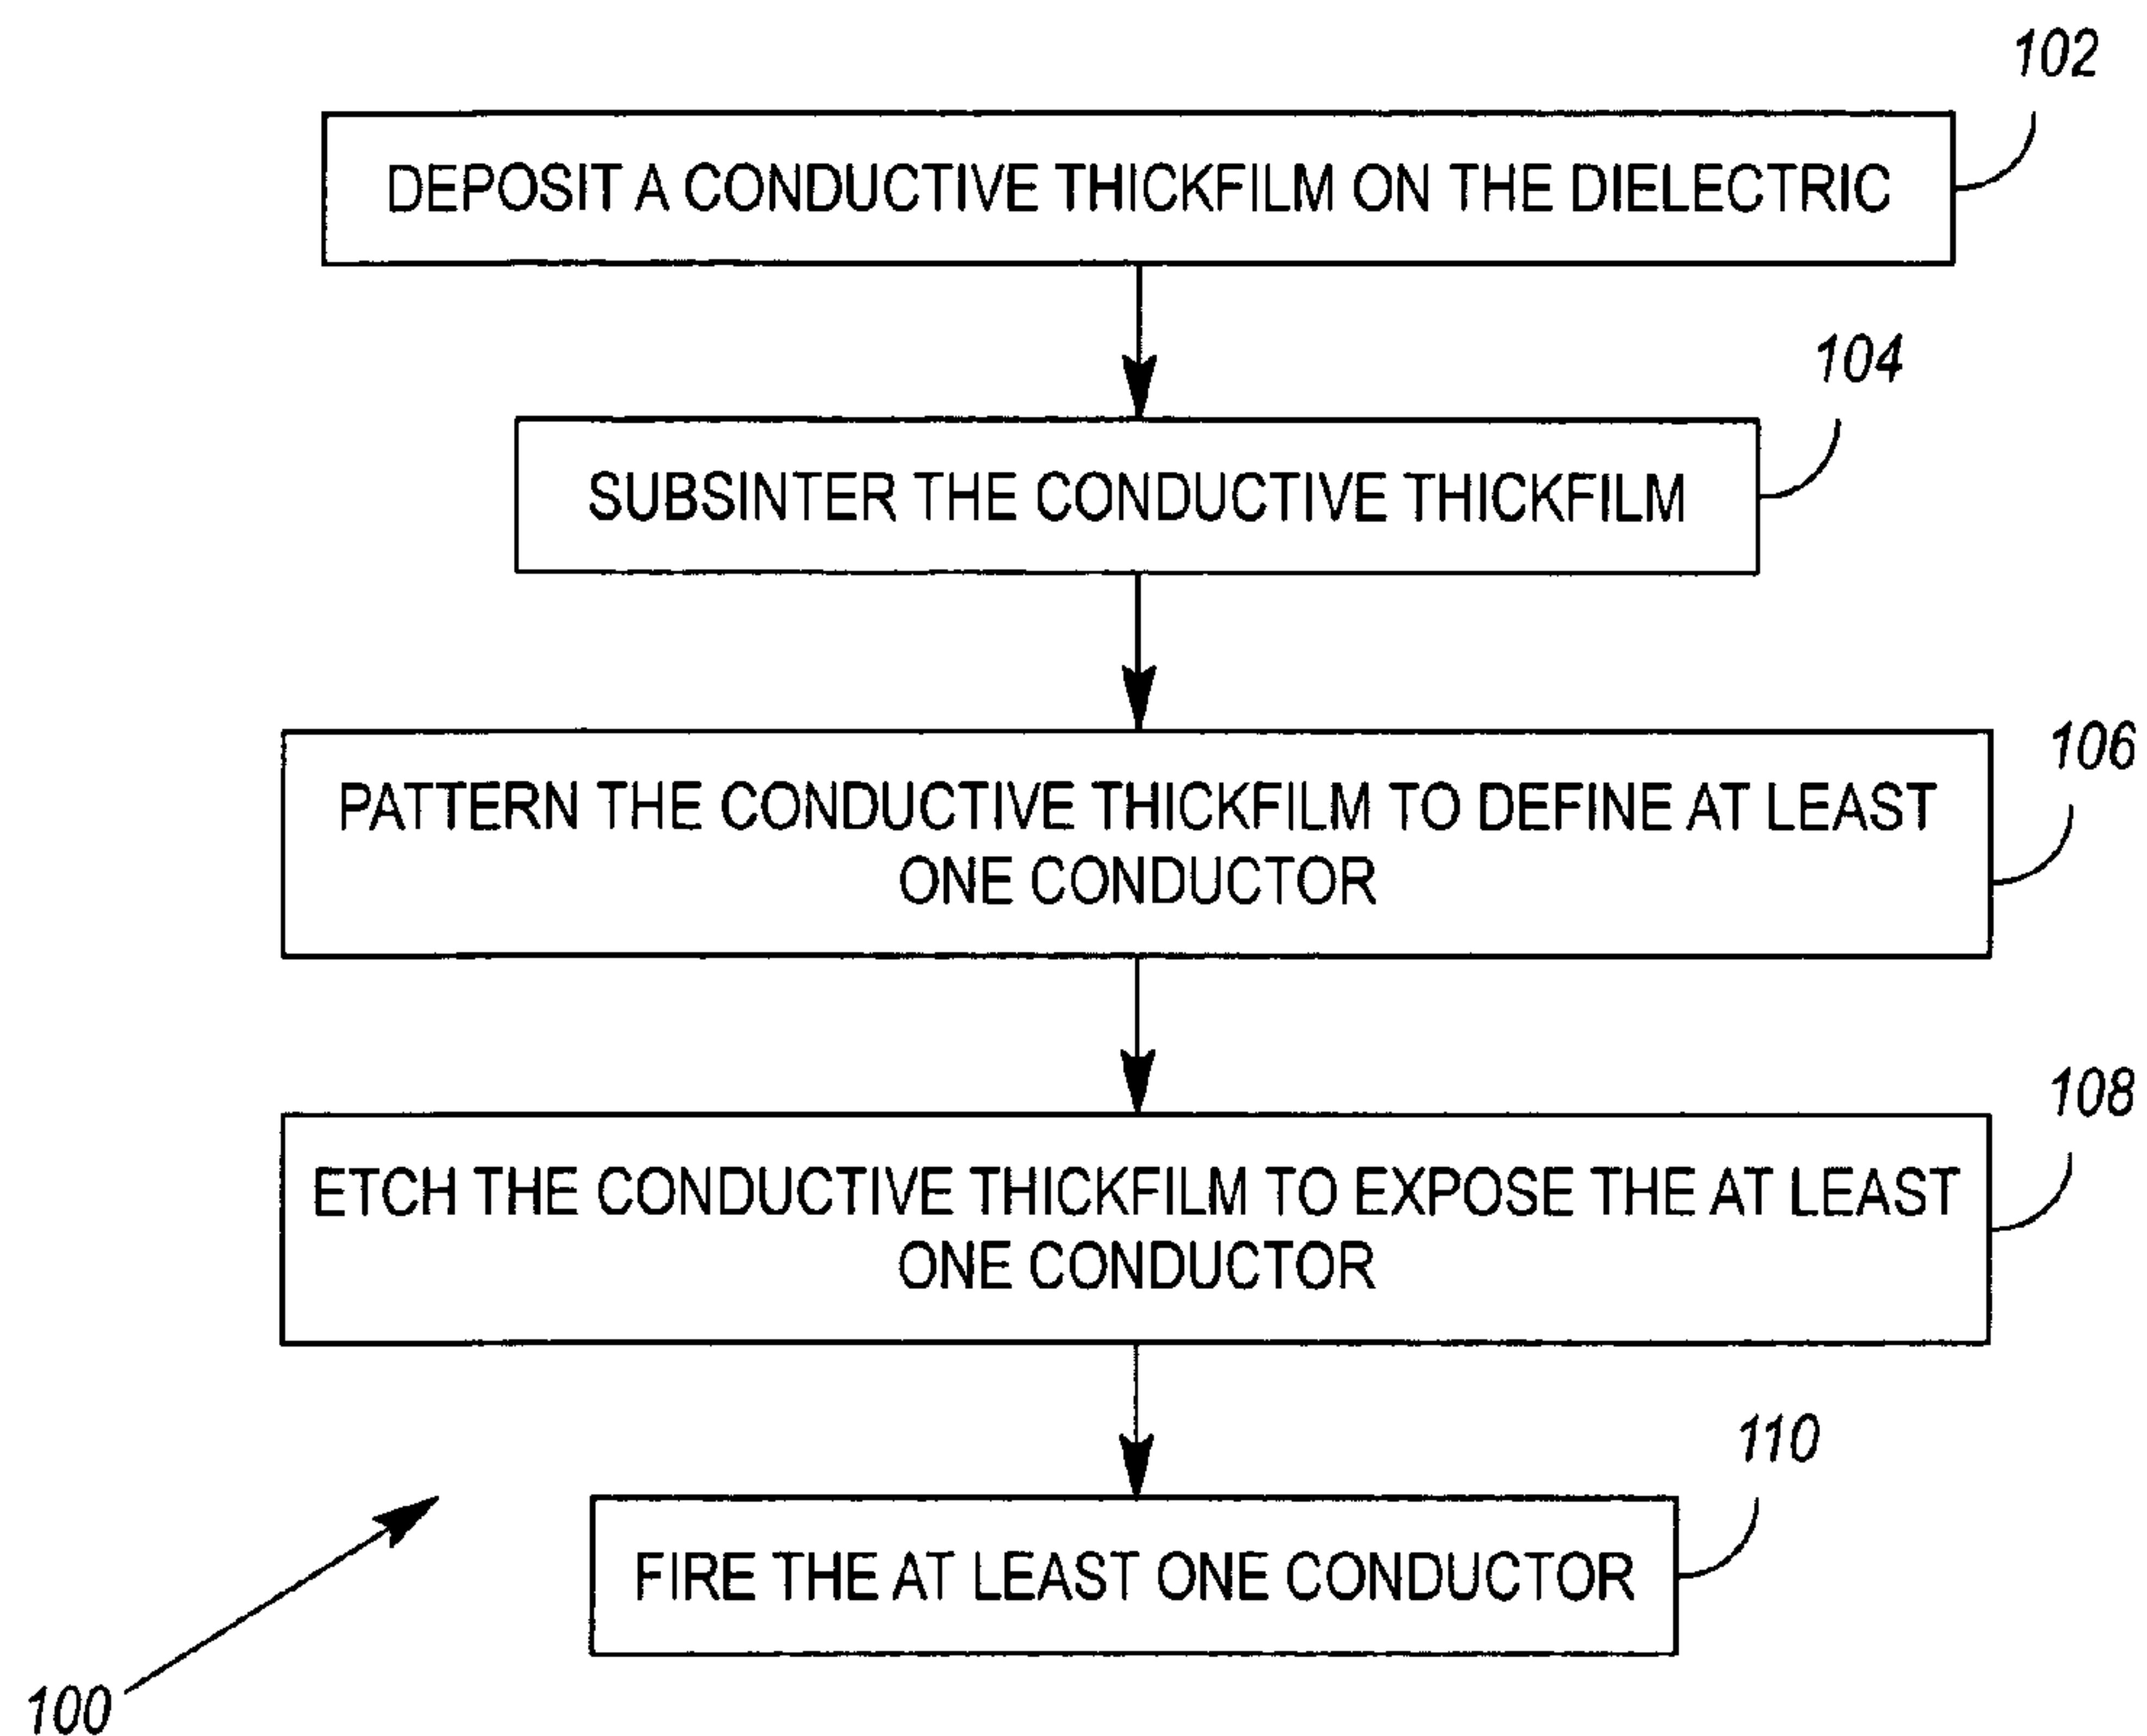 102
DEPOSIT A CONDUCTIVE THICKFILM ON THE DIELECTRIC
104
SUBSINTER THE CONDUCTIVE THICKFILM
106
PATTERN THE CONDUCTIVE THICKFILM TO DEFINE AT LEAST
ONE CONDUCTOR
108
ETCH THE CONDUCTIVE THICKFILM TO EXPOSE THE AT LEAST
ONE CONDUCTOR
110
FIRE THE AT LEAST ONE CONDUCTOR
100